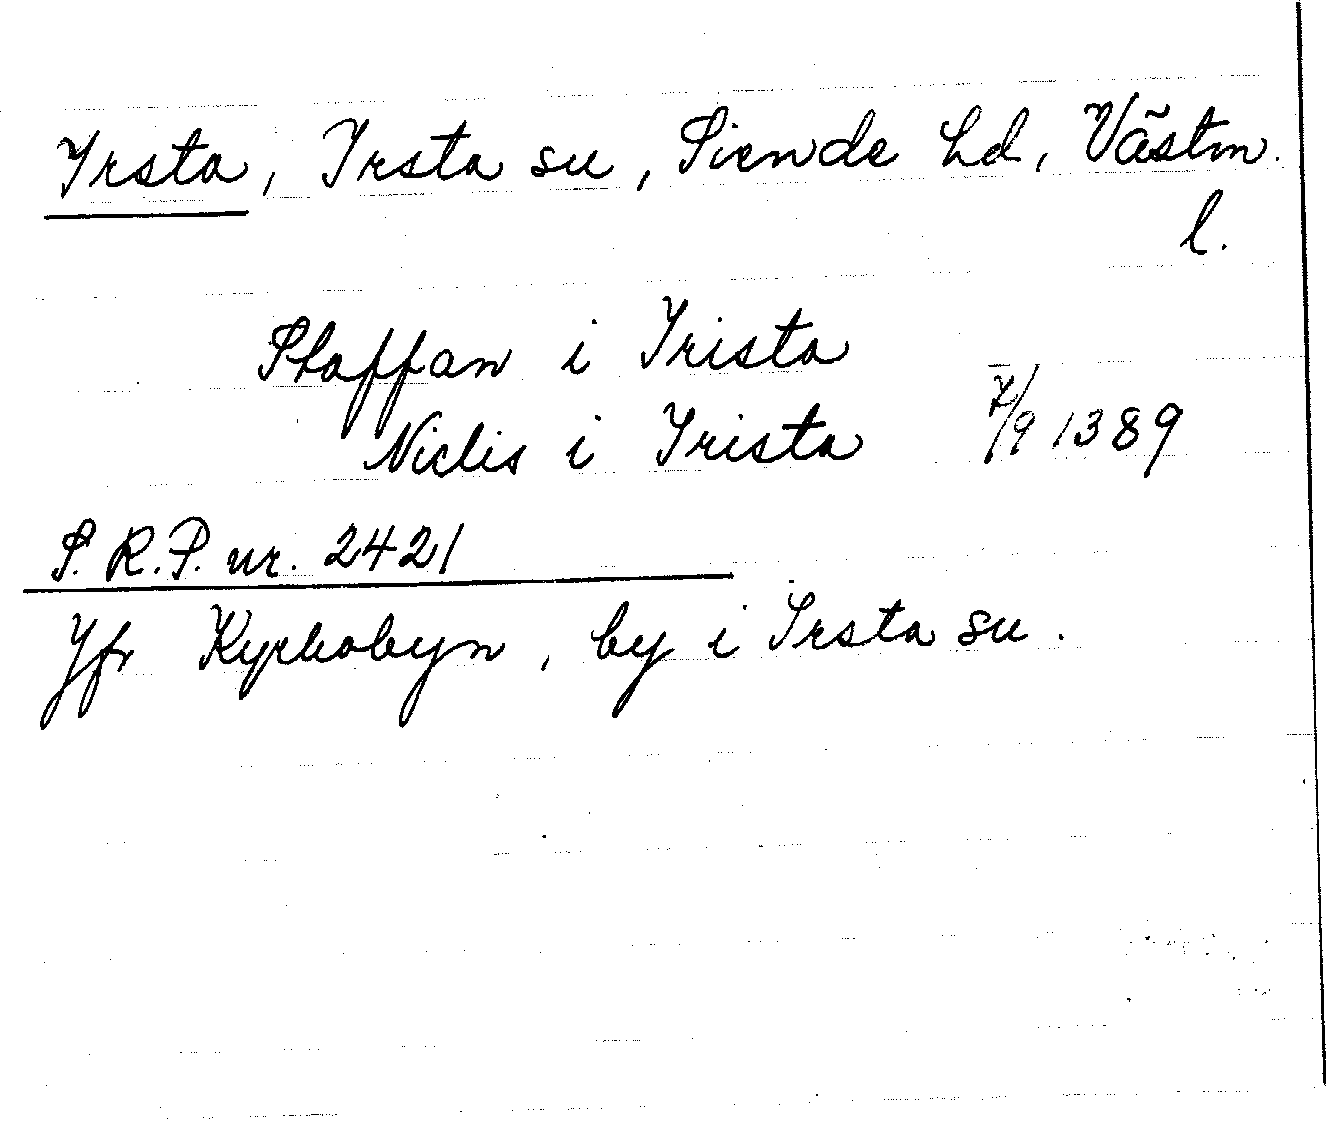 Irsta, Irsta sn, Siende hd, Västm.
l.
Staffan i Irista
Niclis i Irista 7/9 1389
S.R.P. nr. 2421
Jfr Kyrkobyn, by i Irsta sn.